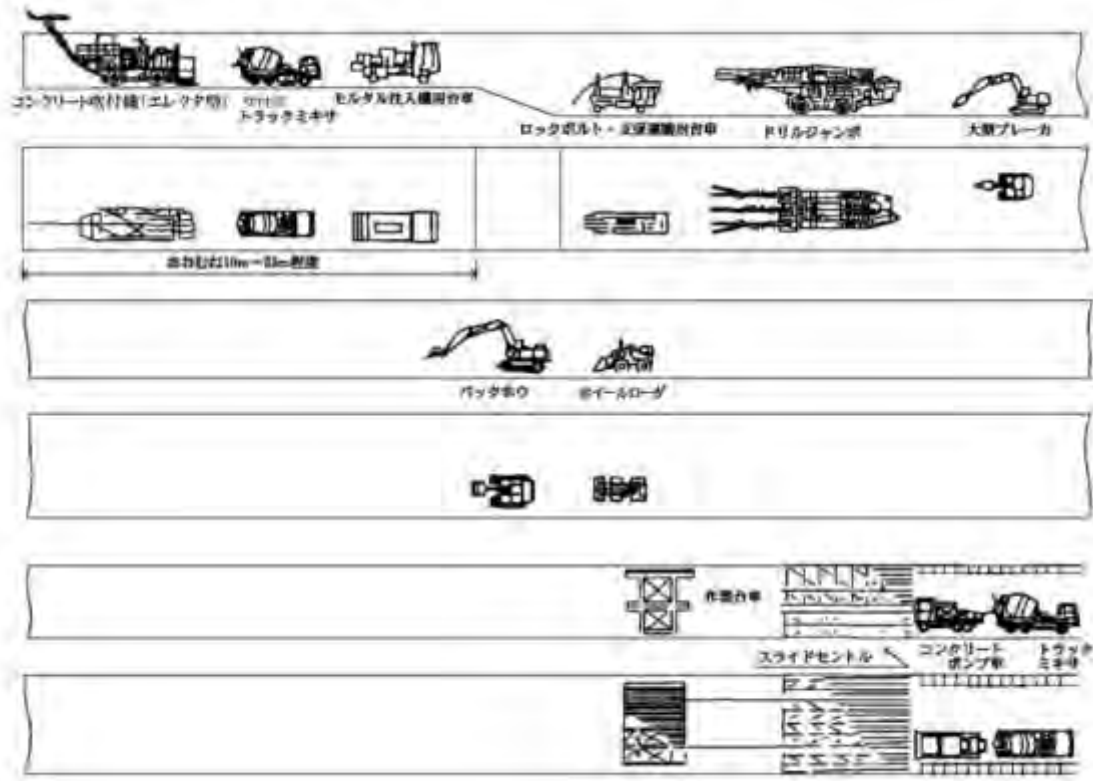 コンクリート吹付機(エレクタ型)
トラックミキサ
モルタル注入機用台車
ロックボルト・支保運搬用台車
ドリルジャンボ
大型ブレーカ
バックホウ
ホイールローダ
作業台車
スライドセントル
コンクリート
ポンプ車
トラック
ミキサ